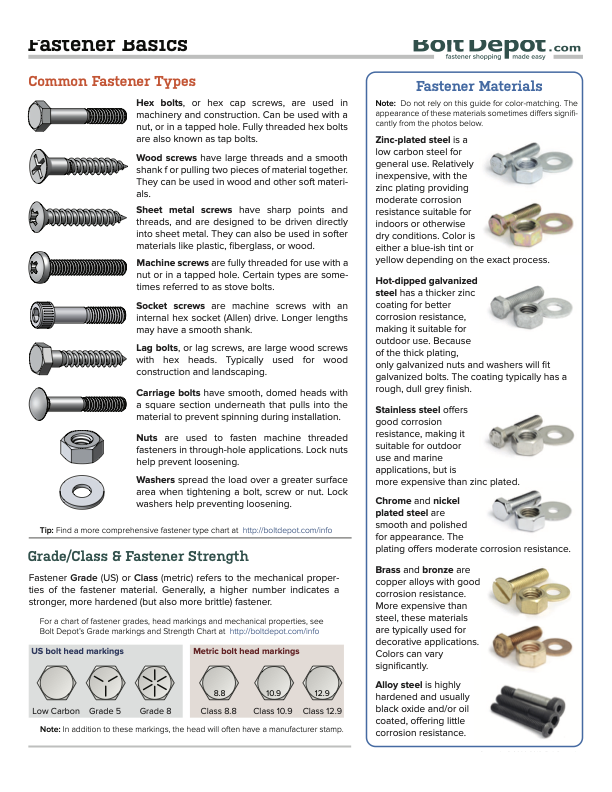 Fastener Basics
Bolt Depot.com
fastener shopping made easy
Common Fastener Types
Hex bolts, or hex cap screws, are used in
machinery and construction. Can be used with a
nut, or in a tapped hole. Fully threaded hex bolts
are also known as tap bolts.
Wood screws have large threads and a smooth
shank f or pulling two pieces of material together.
They can be used in wood and other soft materi-
als.
Sheet metal screws have sharp points and
threads, and are designed to be driven directly
into sheet metal. They can also be used in softer
materials like plastic, fiberglass, or wood.
Machine screws are fully threaded for use with a
nut or in a tapped hole. Certain types are some-
times referred to as stove bolts.
Socket screws are machine screws with an
internal hex socket (Allen) drive. Longer lengths
may have a smooth shank.
Lag bolts, or lag screws, are large wood screws
with hex heads. Typically used for wood
construction and landscaping.
Carriage bolts have smooth, domed heads with
a square section underneath that pulls into the
material to prevent spinning during installation.
Nuts are used to fasten machine threaded
fasteners in through-hole applications. Lock nuts
help prevent loosening.
Washers spread the load over a greater surface
area when tightening a bolt, screw or nut. Lock
washers help preventing loosening.
Tip: Find a more comprehensive fastener type chart at http://boltdepot.com/info
Grade/Class & Fastener Strength
Fastener Grade (US) or Class (metric) refers to the mechanical proper-
ties of the fastener material. Generally, a higher number indicates a
stronger, more hardened (but also more brittle) fastener.
For a chart of fastener grades, head markings and mechanical properties, see
Bolt Depot's Grade markings and Strength Chart at http://boltdepot.com/info
US bolt head markings
Low Carbon Grade 5 Grade 8
Metric bolt head markings
8.8 10.9 12.9
Class 8.8 Class 10.9 Class 12.9
Note: In addition to these markings, the head will often have a manufacturer stamp.
Fastener Materials
Note: Do not rely on this guide for color-matching. The
appearance of these materials sometimes differs signifi-
cantly from the photos below.
Zinc-plated steel is a
low carbon steel for
general use. Relatively
inexpensive, with the
zinc plating providing
moderate corrosion
resistance suitable for
indoors or otherwise
dry conditions. Color is
either a blue-ish tint or
yellow depending on the exact process.
Hot-dipped galvanized
steel has a thicker zinc
coating for better
corrosion resistance,
making it suitable for
outdoor use. Because
of the thick plating,
only galvanized nuts and washers will fit
galvanized bolts. The coating typically has a
rough, dull grey finish.
Stainless steel offers
good corrosion
resistance, making it
suitable for outdoor
use and marine
applications, but is
more expensive than zinc plated.
Chrome and nickel
plated steel are
smooth and polished
for appearance. The
plating offers moderate corrosion resistance.
Brass and bronze are
copper alloys with good
corrosion resistance.
More expensive than
steel, these materials
are typically used for
decorative applications.
Colors can vary
significantly.
Alloy steel is highly
hardened and usually
black oxide and/or oil
coated, offering little
corrosion resistance.